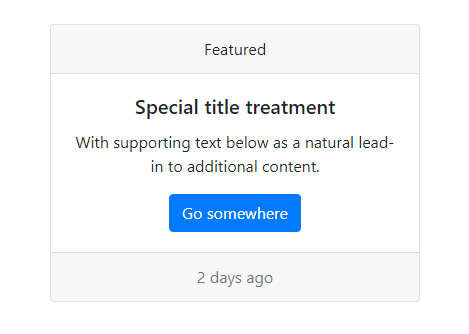 Featured
Special title treatment
With supporting text below as a natural lead-
in to additional content.
Go somewhere
2 days ago